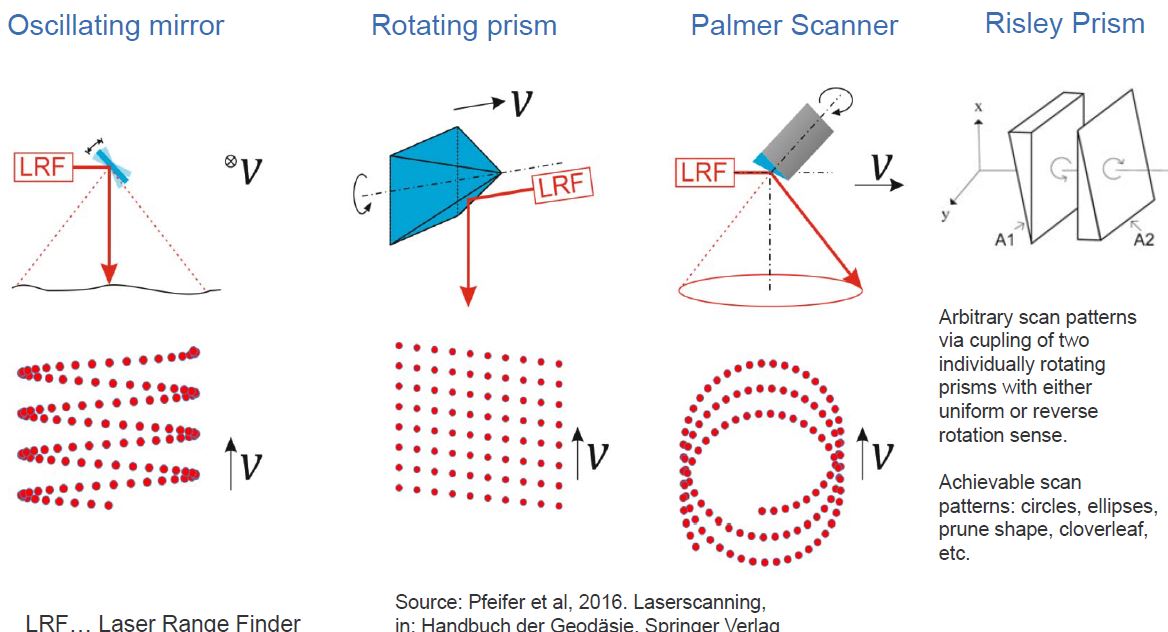 Oscillating mirror
Rotating prism
Palmer Scanner
Risley Prism
LRF
v
v
LRF
LRF
v
x
y
A1
A2
v
v
v
Arbitrary scan patterns
via cupling of two
individually rotating
prisms with either
uniform or reverse
rotation sense.
Achievable scan
patterns: circles, ellipses,
prune shape, cloverleaf,
etc.
LRF... Laser Range Finder
Source: Pfeifer et al, 2016. Laserscanning,
in: Handbuch der Geodäsie, Springer Verlag